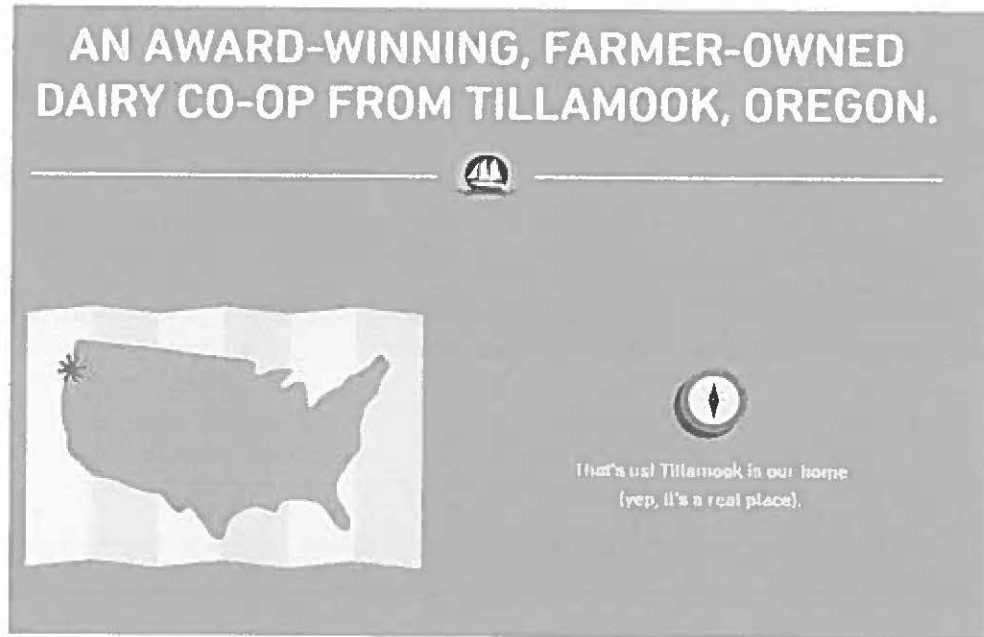 AN AWARD-WINNING, FARMER-OWNED
DAIRY CO-OP FROM TILLAMOOK, OREGON.
That's us! Tillamook in our home
(yep, it's a real place).